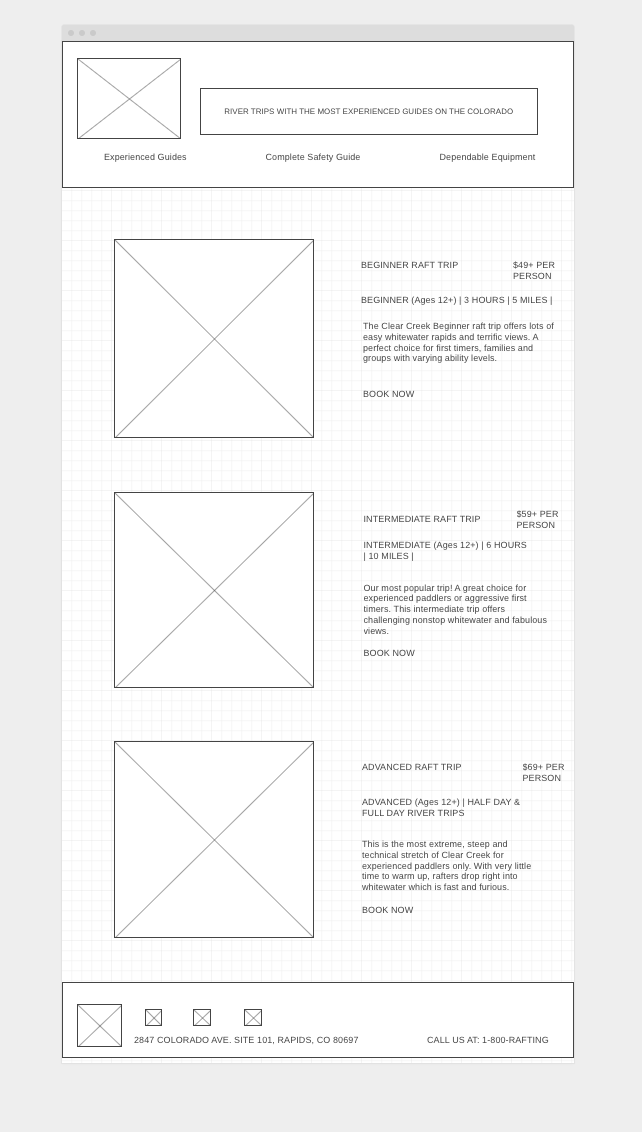 RIVER TRIPS WITH THE MOST EXPERIENCED GUIDES ON THE COLORADO
Experienced Guides
Complete Safety Guide
Dependable Equipment
BEGINNER RAFT TRIP
$49+ PER
PERSON
BEGINNER (Ages 12+) | 3 HOURS | 5 MILES |
The Clear Creek Beginner raft trip offers lots of
easy whitewater rapids and terrific views. A
perfect choice for first timers, families and
groups with varying ability levels.
BOOK NOW
INTERMEDIATE RAFT TRIP
$59+ PER
PERSON
INTERMEDIATE (Ages 12+) | 6 HOURS
| 10 MILES |
Our most popular trip! A great choice for
experienced paddlers or aggressive first
timers. This intermediate trip offers
challenging nonstop whitewater and fabulous
views.
BOOK NOW
ADVANCED RAFT TRIP
$69+ PER
PERSON
ADVANCED (Ages 12+) | HALF DAY &
FULL DAY RIVER TRIPS
This is the most extreme, steep and
technical stretch of Clear Creek for
experienced paddlers only. With very little
time to warm up, rafters drop right into
whitewater which is fast and furious.
BOOK NOW
2847 COLORADO AVE. SITE 101, RAPIDS, CO 80697
CALL US AT: 1-800-RAFTING